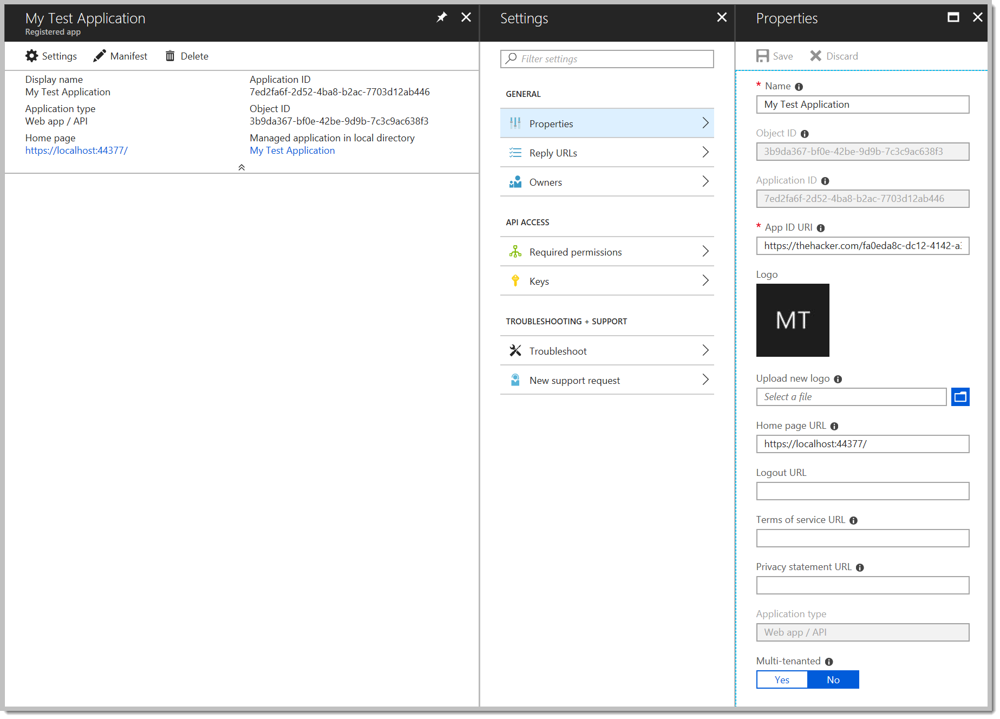 My Test Application
Registered app
Settings
Manifest
Delete
Display name
My Test Application
Application type
Web app / API
Home page
https://localhost:44377/
Application ID
7ed2fa6f-2d52-4ba8-b2ac-7703d12ab446
Object ID
3b9da367-bf0e-42be-9d9b-7c3c9ac638f3
Managed application in local directory
My Test Application
Settings
Filter settings
GENERAL
Properties
Reply URLs
Owners
API ACCESS
Required permissions
Keys
TROUBLESHOOTING + SUPPORT
Troubleshoot
New support request
Properties
Save
Discard
* Name
My Test Application
Object ID
3b9da367-bf0e-42be-9d9b-7c3c9ac638f3
Application ID
7ed2fa6f-2d52-4ba8-b2ac-7703d12ab446
* App ID URI
https://thehacker.com/fa0eda8c-dc12-4142-a
Logo
MT
Upload new logo
Select a file
Home page URL
https://localhost:44377/
Logout URL
Terms of service URL
Privacy statement URL
Application type
Web app / API
Multi-tenanted
Yes
No